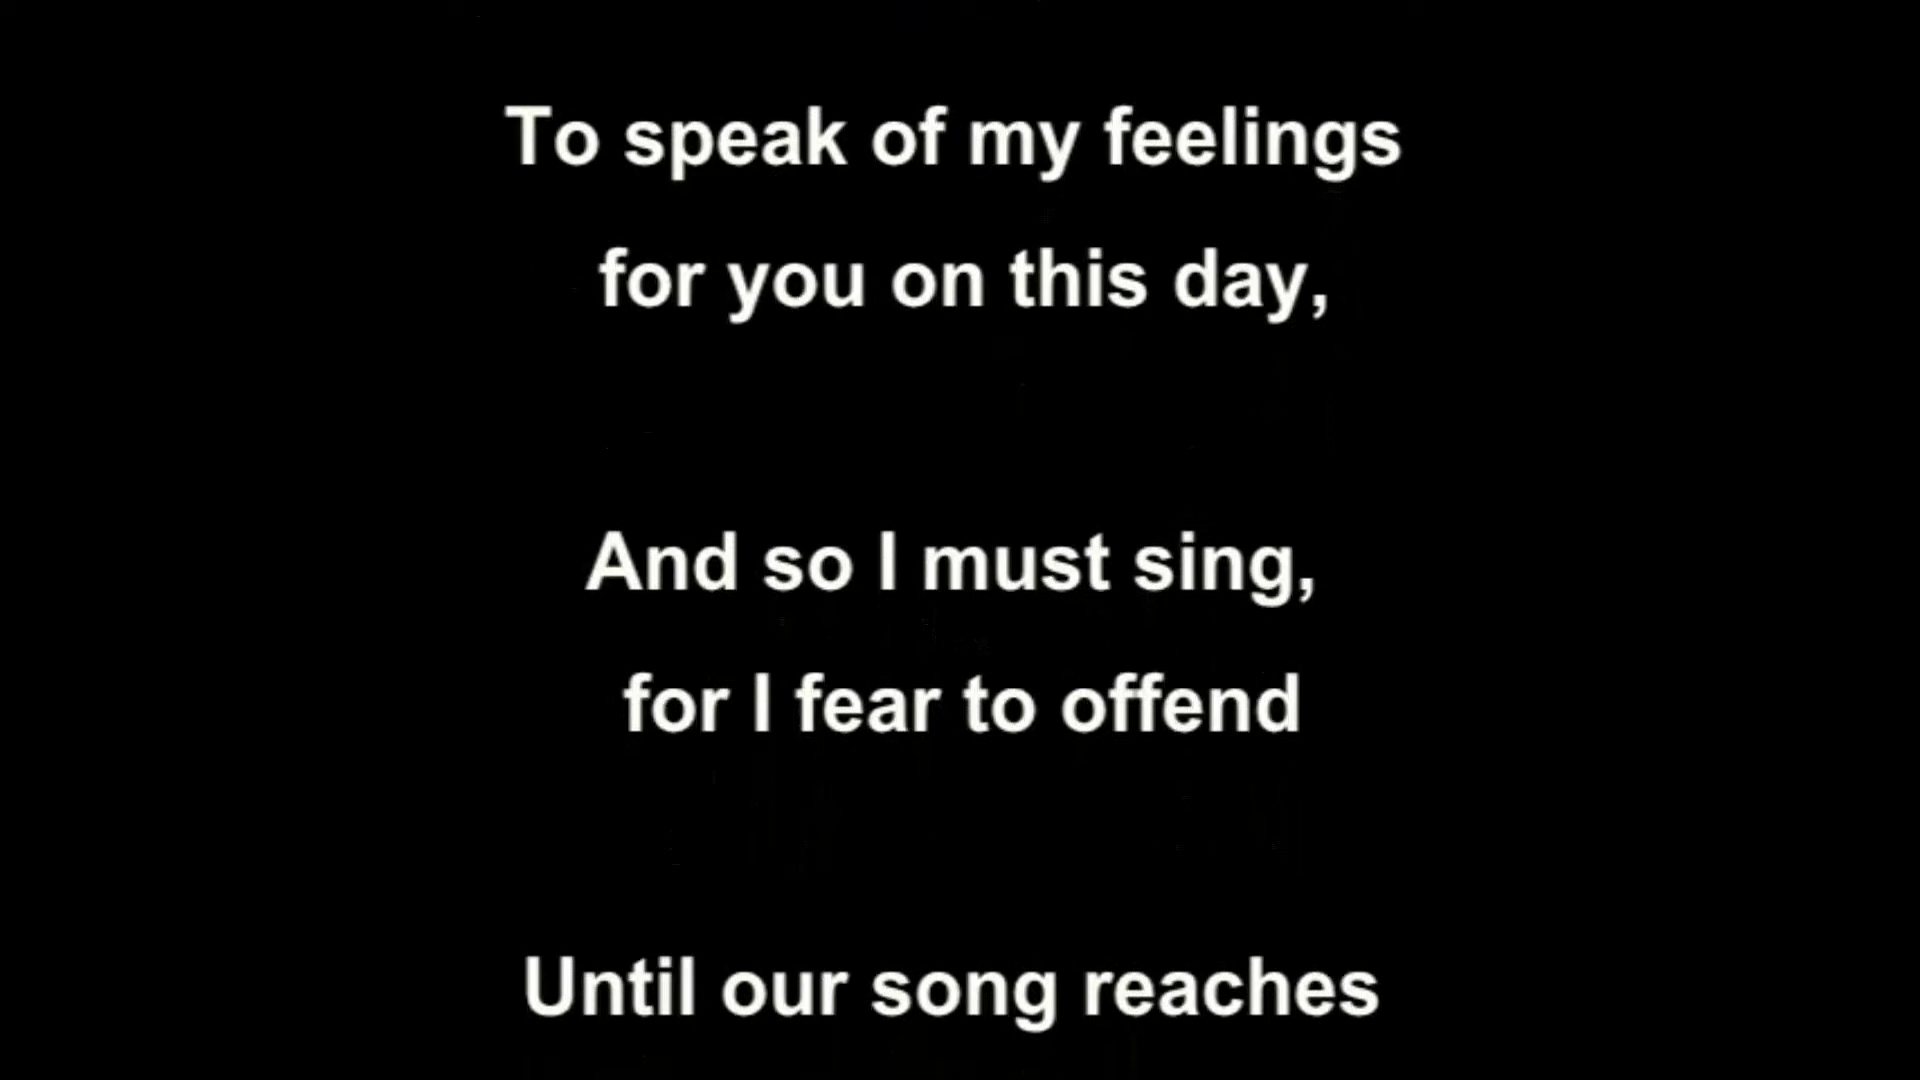 To speak of my feelings
for you on this day,
And so I must sing,
for I fear to offend
Until our song reaches